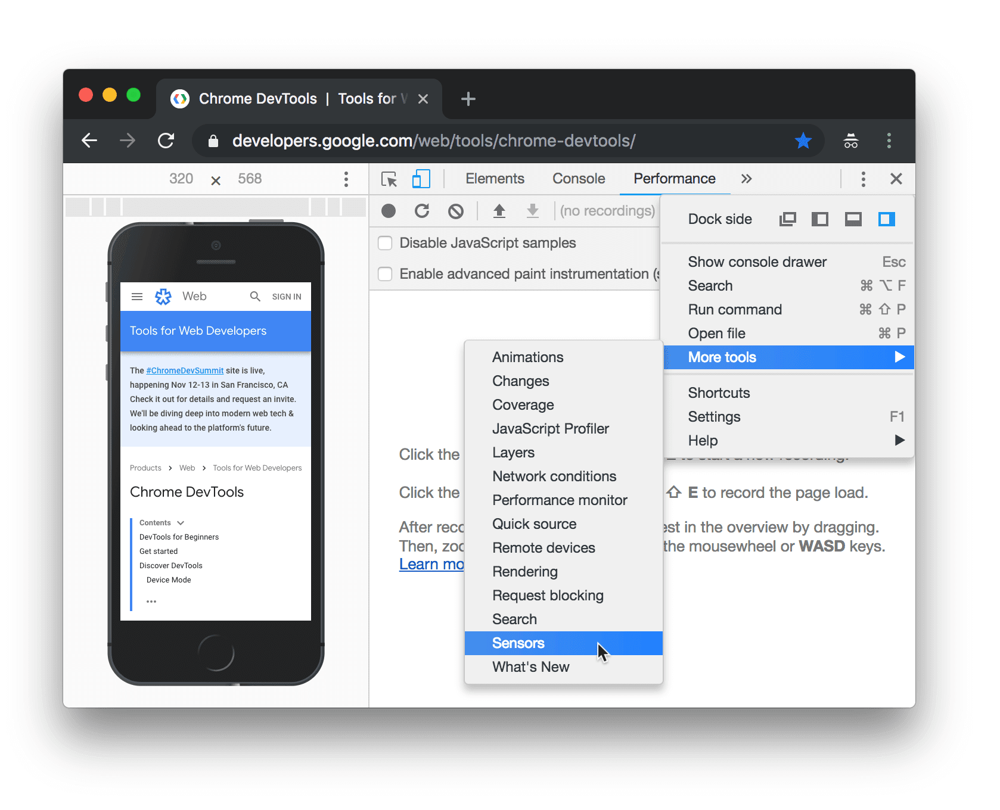 Chrome DevTools | Tools for W
developers.google.com/web/tools/chrome-devtools/
320 × 568
Elements Console Performance
(no recordings)
Disable JavaScript samples
Enable advanced paint instrumentation (s
Dock side
Show console drawer Esc
Search ⌘ ⌥ F
Run command ⌘ ⇧ P
Open file ⌘ P
More tools
Shortcuts
Settings F1
Help
Animations
Changes
Coverage
JavaScript Profiler
Layers
Network conditions
Performance monitor
Quick source
Remote devices
Rendering
Request blocking
Search
Sensors
What's New
Click the E to start a new recording.
Click the ⇧ E to record the page load.
After reco est in the overview by dragging.
Then, zoo the mousewheel or WASD keys.
Learn mo
Web SIGN IN
Tools for Web Developers
The #ChromeDevSummit site is live,
happening Nov 12-13 in San Francisco, CA
Check it out for details and request an invite.
We'll be diving deep into modern web tech &
looking ahead to the platform's future.
Products > Web > Tools for Web Developers
Chrome DevTools
Contents
DevTools for Beginners
Get started
Discover DevTools
Device Mode
•••